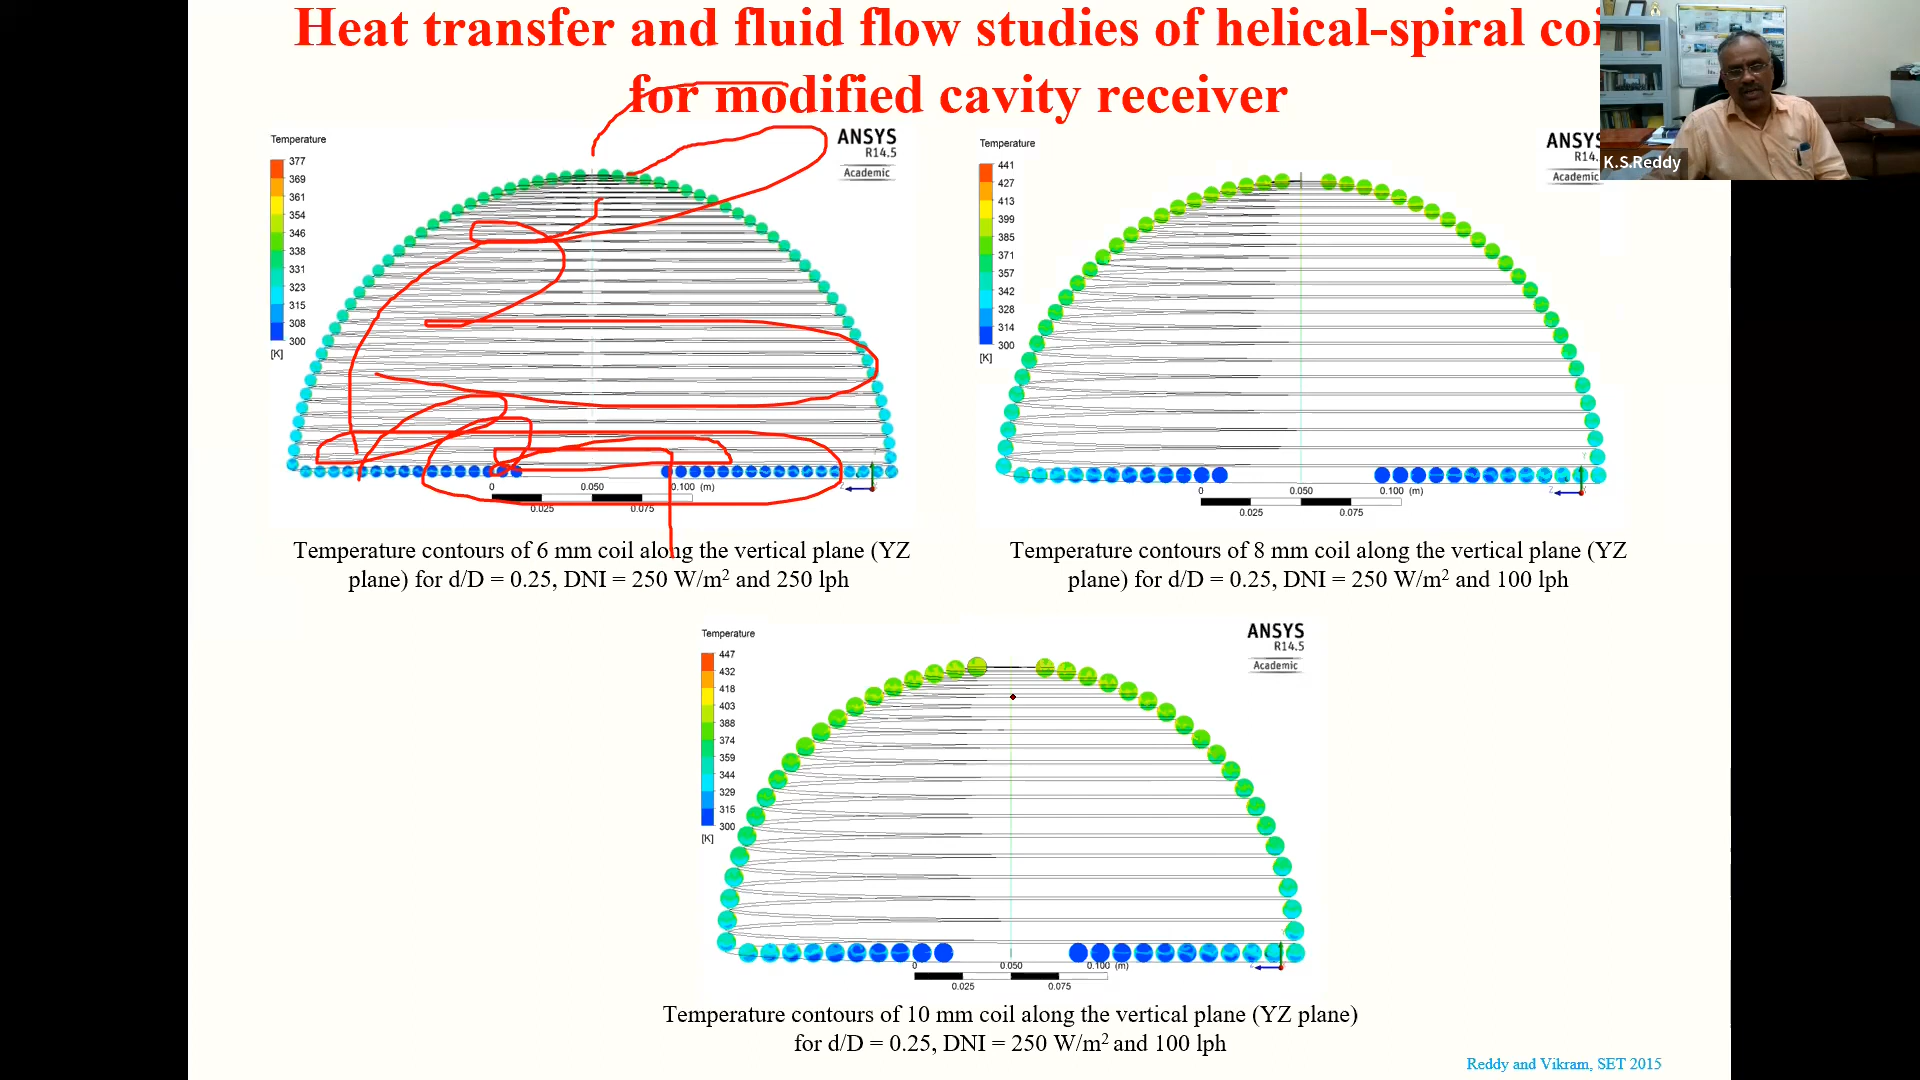 Heat transfer and fluid flow studies of helical-spiral
for modified cavity receiver
K.S.Reddy
Temperature
377
369
361
354
346
338
331
323
315
308
300
[K]
ANSYS
R14.5
Academic
0 0.050 0.100 (m)
0.025 0.075
Temperature contours of 6 mm coil along the vertical plane (YZ
plane) for d/D = 0.25, DNI = 250 W/m² and 250 lph
Temperature
441
427
413
399
385
371
357
342
328
314
300
[K]
ANSYS
R14.
Academic
Y
Z
0 0.050 0.100 (m)
0.025 0.075
Temperature contours of 8 mm coil along the vertical plane (YZ
plane) for d/D = 0.25, DNI = 250 W/m² and 100 lph
Temperature
447
432
418
403
388
374
359
344
329
315
300
[K]
ANSYS
R14.5
Academic
0 0.050 0.100 (m)
0.025 0.075
Temperature contours of 10 mm coil along the vertical plane (YZ plane)
for d/D = 0.25, DNI = 250 W/m² and 100 lph
Reddy and Vikram, SET 2015